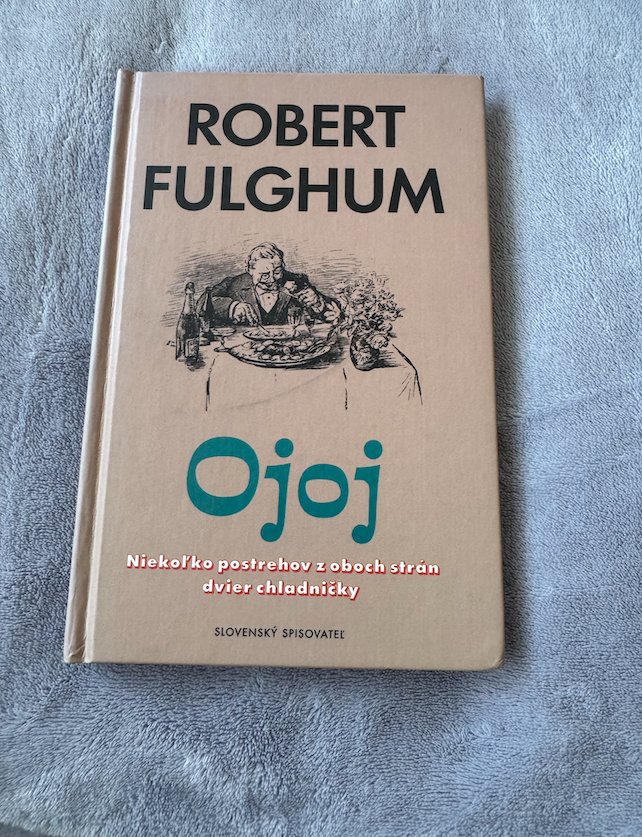 ROBERT
FULGHUM
Ojoj
Niekoľko postrehov z oboch strán
dvier chladničky
SLOVENSKÝ SPISOVATEĽ